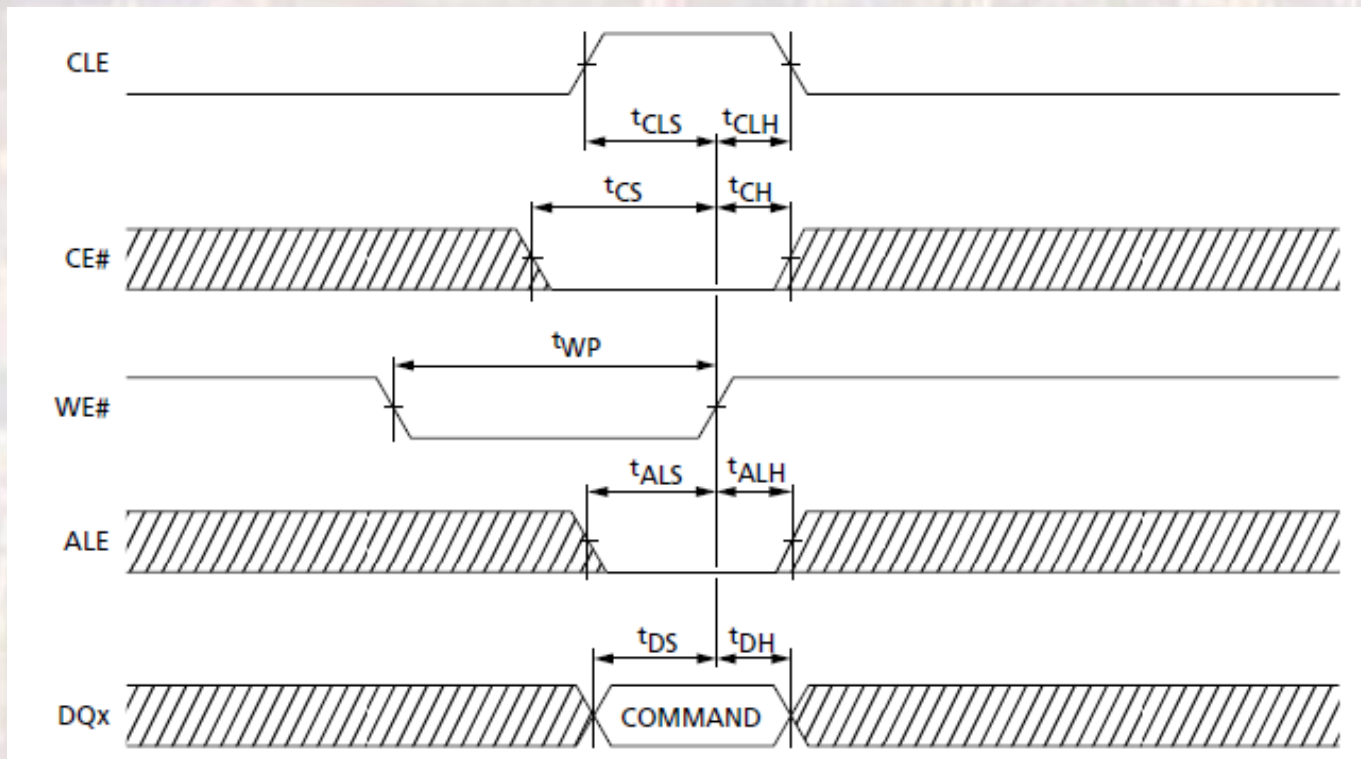 CLE
tCLS tCLH
tCS tCH
CE#
tWP
WE#
tALS tALH
ALE
tDS tDH
DQx COMMAND